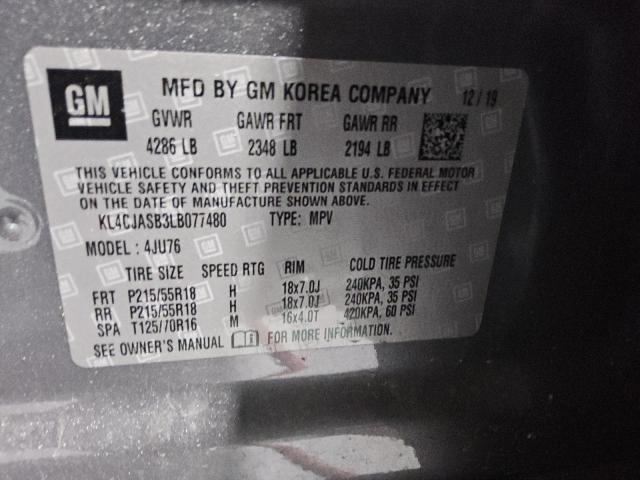 GM
MFD BY GM KOREA COMPANY 12/19
GVWR GAWR FRT GAWR RR
4286 LB 2348 LB 2194 LB
THIS VEHICLE CONFORMS TO ALL APPLICABLE U.S. FEDERAL MOTOR
VEHICLE SAFETY AND THEFT PREVENTION STANDARDS IN EFFECT
ON THE DATE OF MANUFACTURE SHOWN ABOVE.
KL4CJASB3LB077480 TYPE: MPV
MODEL: 4JU76
TIRE SIZE SPEED RTG RIM COLD TIRE PRESSURE
FRT P215/55R18 H 18x7.0J 240KPA, 35 PSI
RR P215/55R18 H 18x7.0J 240KPA, 35 PSI
SPA T125/70R16 M 16x4.0T 420KPA, 60 PSI
SEE OWNER'S MANUAL FOR MORE INFORMATION.